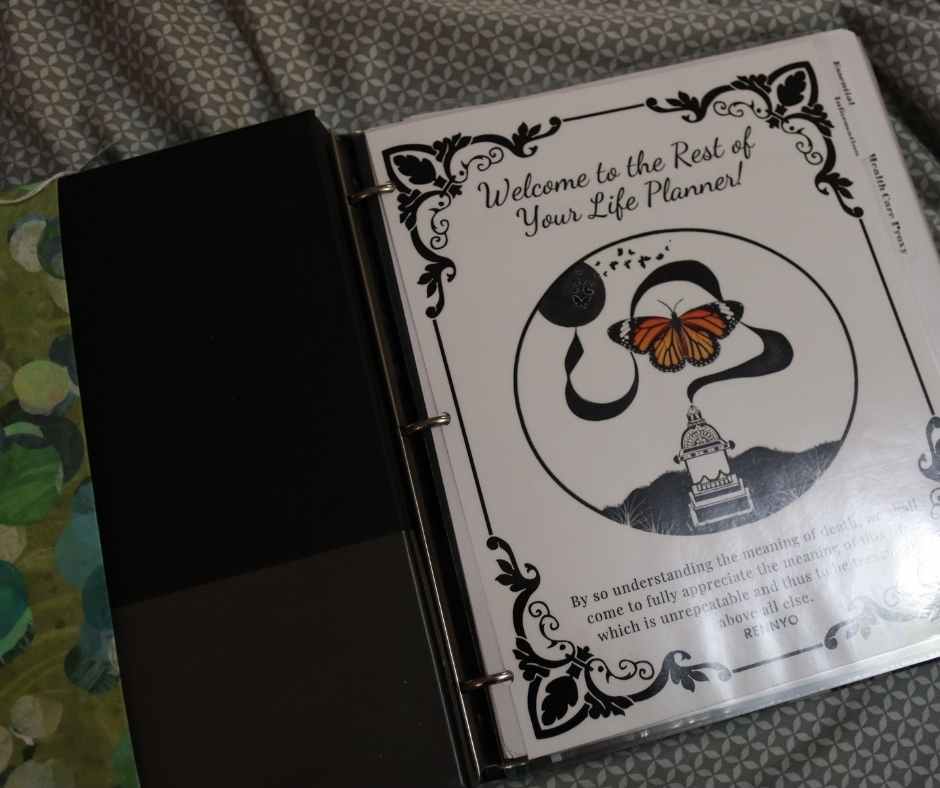 Welcome to the Rest of
Your Life Planner!
By so understanding the meaning of death, we shall
come to fully appreciate the meaning of this
which is unrepeatable and thus to be
above all else.
RENNYO
Essential
Information
Health Care Proxy